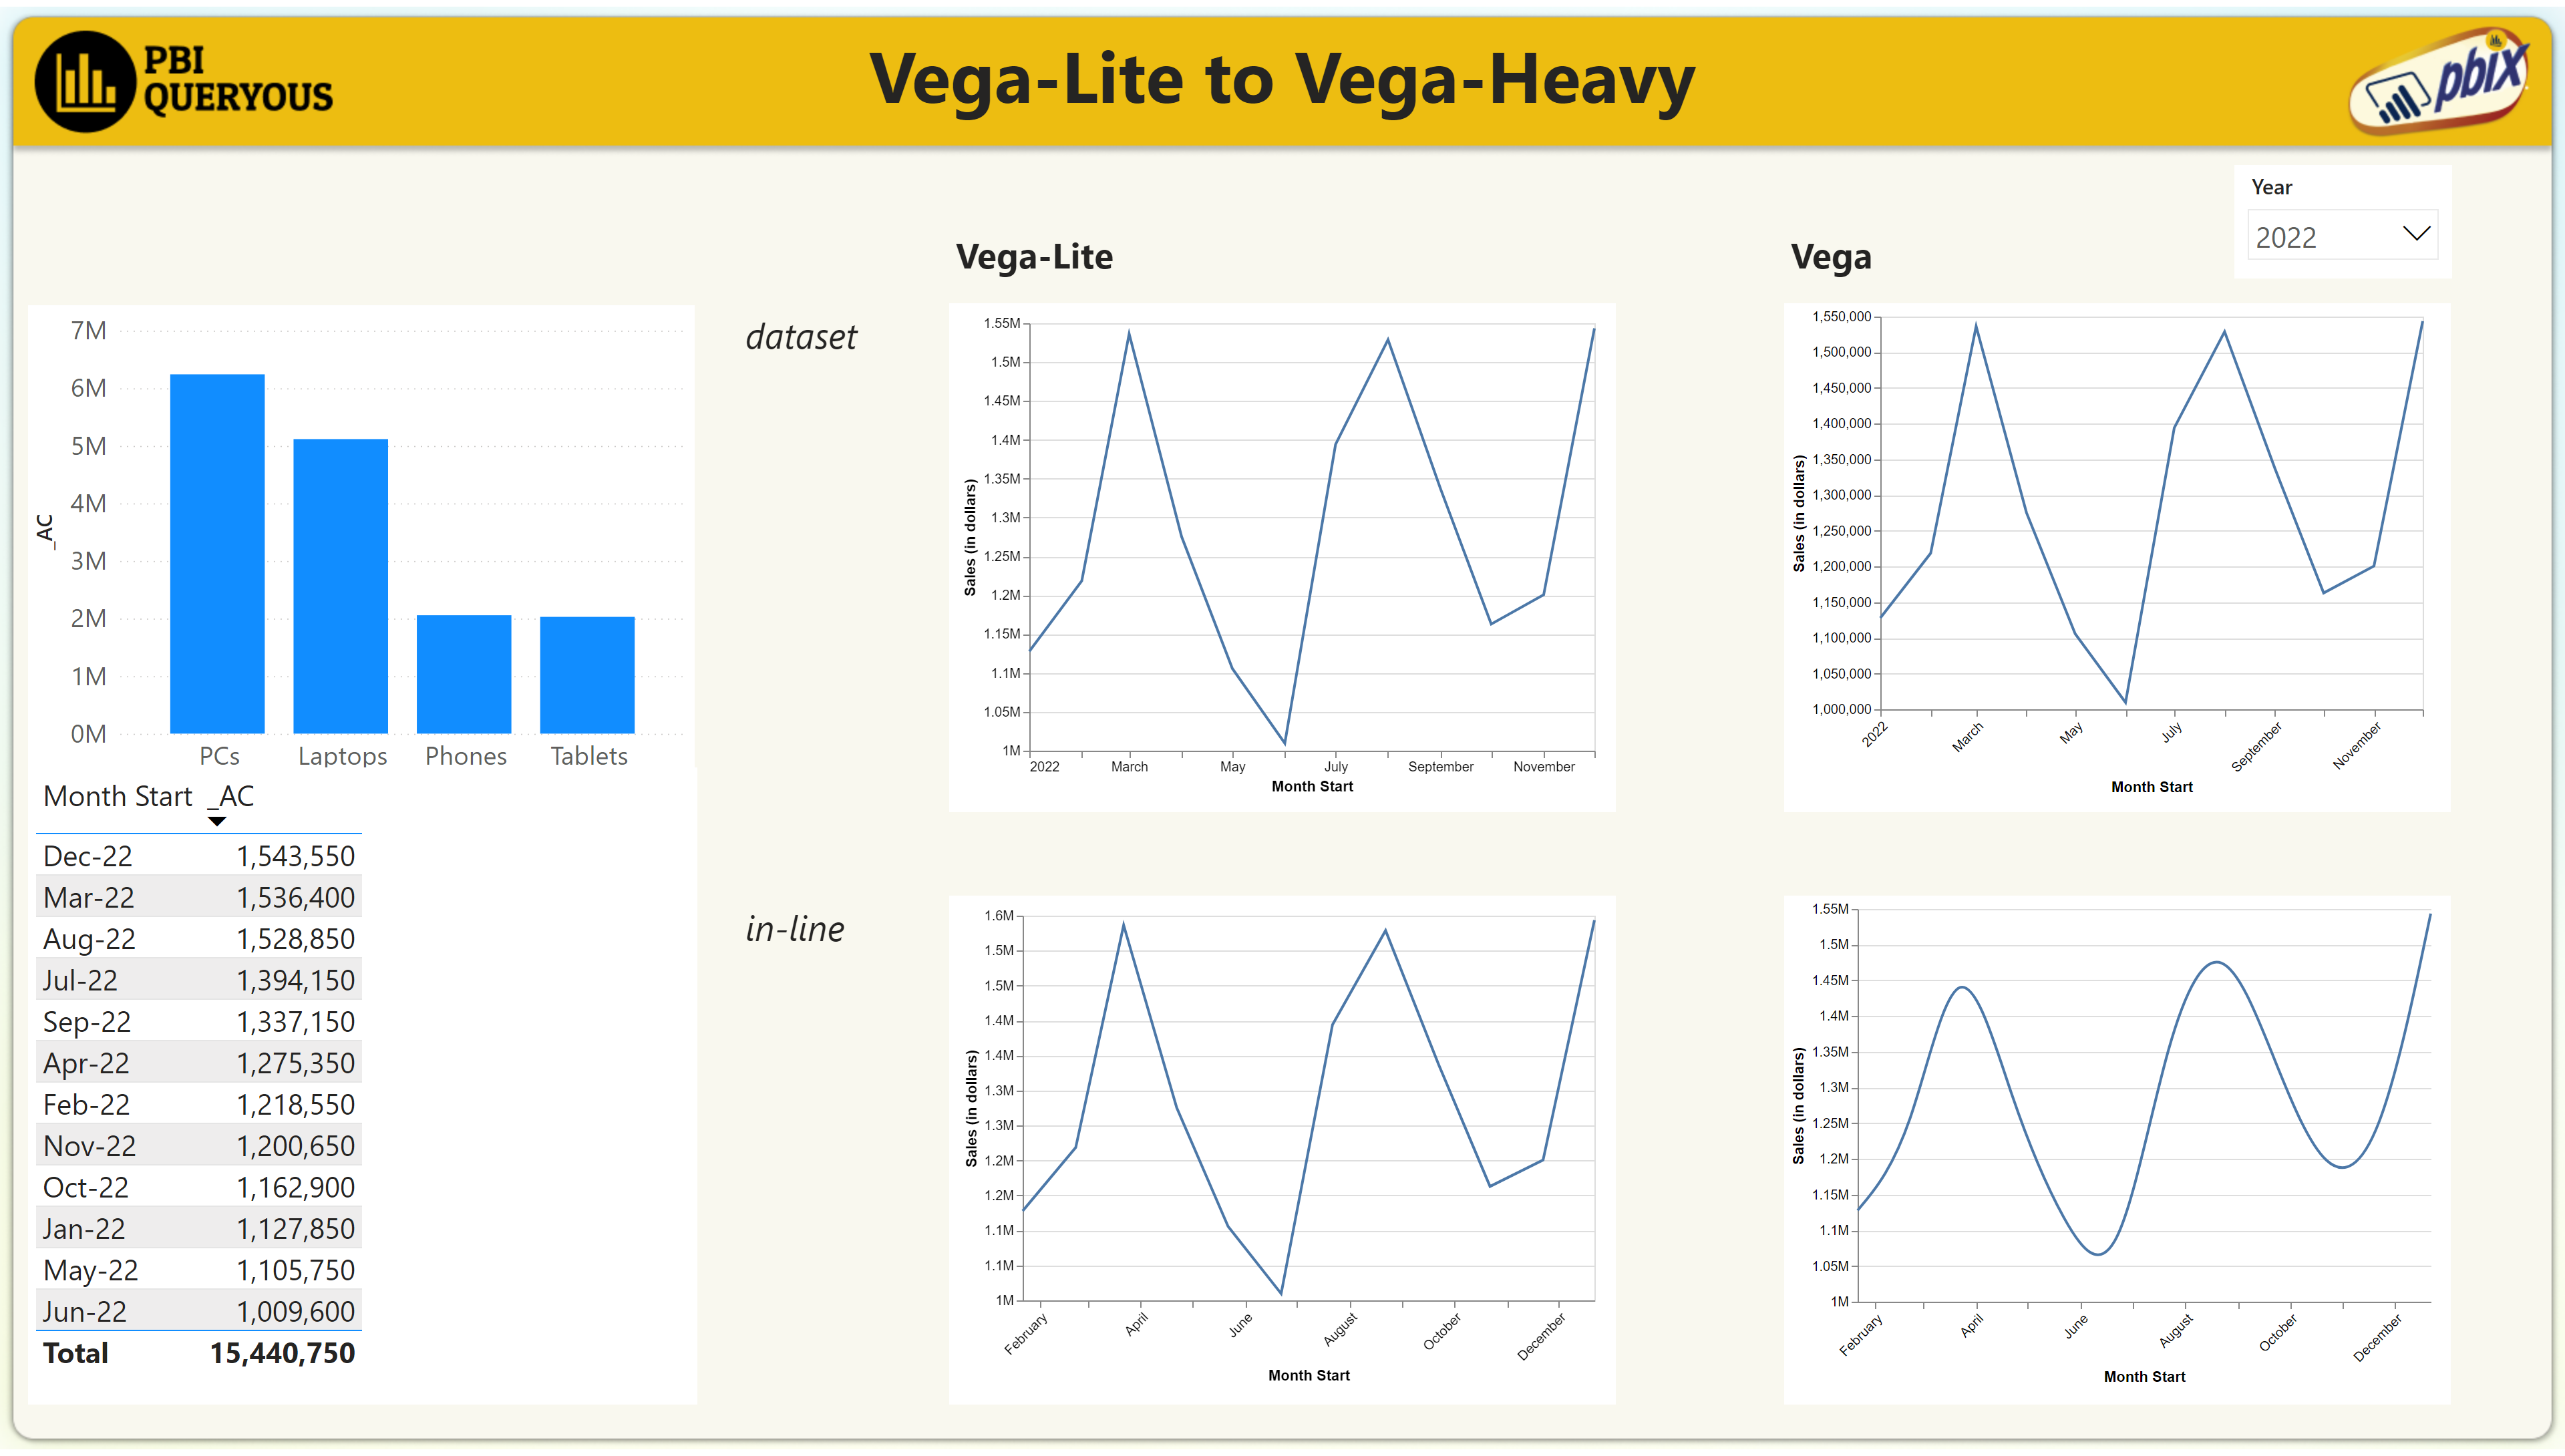 PBI
QUERYOUS
Vega-Lite to Vega-Heavy
pbix
Year
2022
Vega-Lite
Vega
7M
6M
5M
4M
3M
2M
1M
0M
_AC
PCs Laptops Phones Tablets
dataset
1.55M
1.5M
1.45M
1.4M
1.35M
1.3M
1.25M
1.2M
1.15M
1.1M
1.05M
1M
Sales (in dollars)
2022 March May July September November
Month Start
1,550,000
1,500,000
1,450,000
1,400,000
1,350,000
1,300,000
1,250,000
1,200,000
1,150,000
1,100,000
1,050,000
1,000,000
Sales (in dollars)
2022 March May July September November
Month Start
Month Start _AC
Dec-22 1,543,550
Mar-22 1,536,400
Aug-22 1,528,850
Jul-22 1,394,150
Sep-22 1,337,150
Apr-22 1,275,350
Feb-22 1,218,550
Nov-22 1,200,650
Oct-22 1,162,900
Jan-22 1,127,850
May-22 1,105,750
Jun-22 1,009,600
Total 15,440,750
in-line
1.6M
1.5M
1.5M
1.4M
1.4M
1.3M
1.3M
1.2M
1.2M
1.1M
1.1M
1M
Sales (in dollars)
February April June August October December
Month Start
1.55M
1.5M
1.45M
1.4M
1.35M
1.3M
1.25M
1.2M
1.15M
1.1M
1.05M
1M
Sales (in dollars)
February April June August October December
Month Start